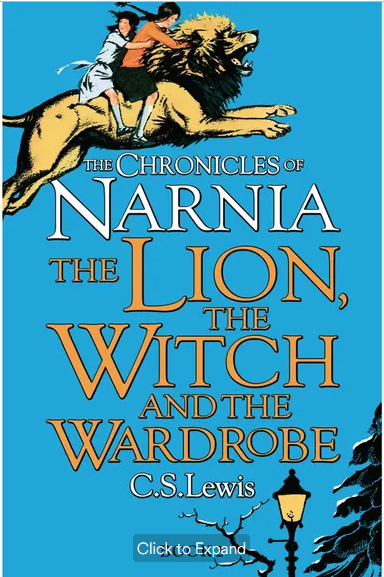 THE CHRONICLES OF
NARNIA
THE LION,
THE
WITCH
AND THE
WARDROBE
C.S.Lewis
Click to Expand